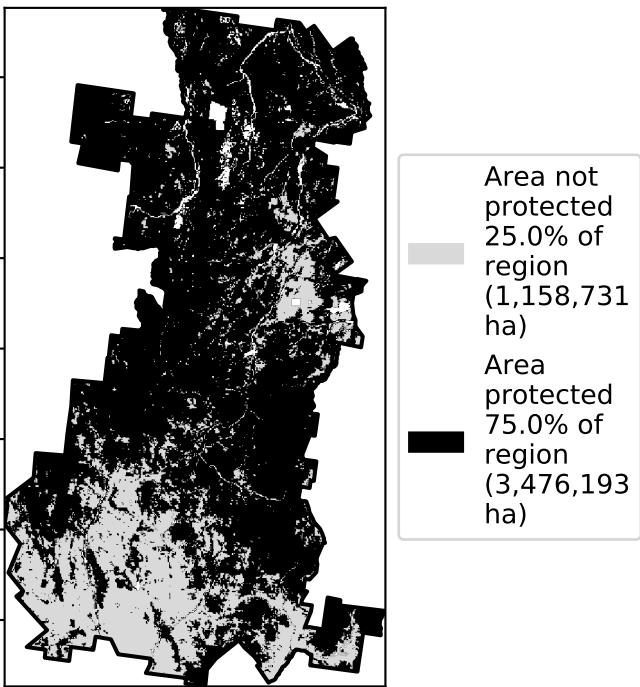 Area not
protected
25.0% of
region
(1,158,731
ha)
Area
protected
75.0% of
region
(3,476,193
ha)